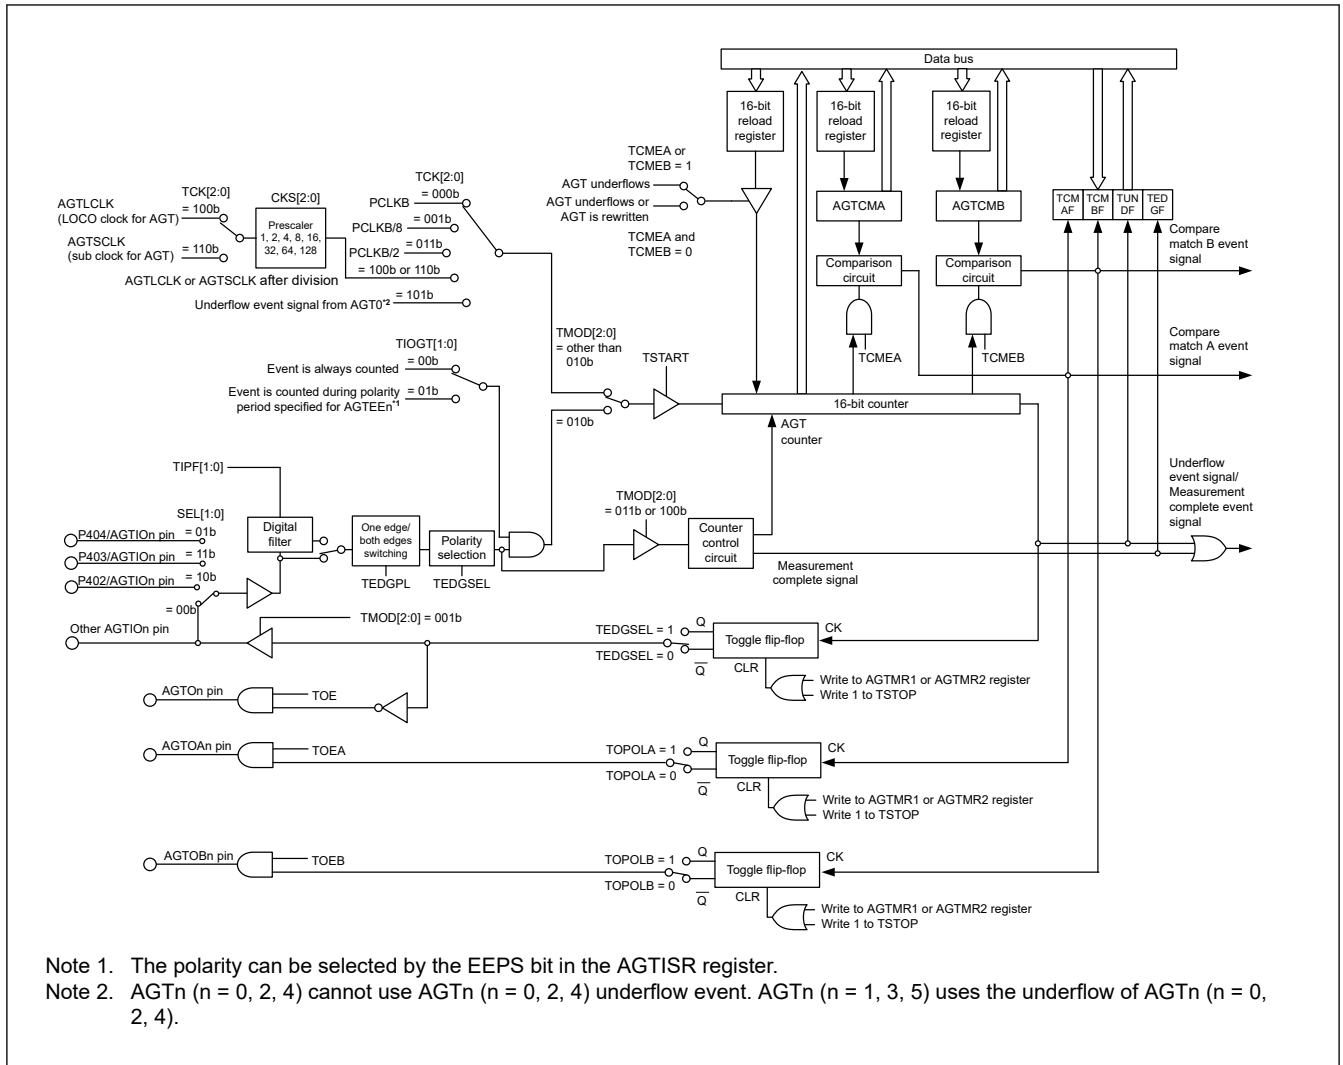 Data bus
16-bit
reload
register
16-bit
reload
register
16-bit
reload
register
TCMEA or
TCMEB = 1
AGT underflows
AGT underflows or
AGT is rewritten
TCMEA and
TCMEB = 0
AGTCMA
AGTCMB
TCM
AF
TCM
BF
TUN
DF
TED
GF
Comparison
circuit
Comparison
circuit
TCMEA
TCMEB
Compare
match B event
signal
Compare
match A event
signal
Underflow
event signal/
Measurement
complete event
signal
TCK[2:0]
AGTLCLK
(LOCO clock for AGT)
= 100b
AGTSCLK
(sub clock for AGT)
= 110b
CKS[2:0]
Prescaler
1, 2, 4, 8, 16,
32, 64, 128
TCK[2:0]
PCLKB = 000b
PCLKB/8 = 001b
PCLKB/2 = 011b
AGTLCLK or AGTSCLK after division = 100b or 110b
Underflow event signal from AGT0*2 = 101b
TIOGT[1:0]
Event is always counted = 00b
Event is counted during polarity
period specified for AGTEEn*1 = 01b
TMOD[2:0]
= other than
010b
= 010b
TSTART
16-bit counter
AGT
counter
TIPF[1:0]
SEL[1:0]
P404/AGTIOn pin = 01b
P403/AGTIOn pin = 11b
P402/AGTIOn pin = 10b
= 00b
Other AGTIOn pin
Digital
filter
One edge/
both edges
switching
TEDGPL
Polarity
selection
TEDGSEL
TMOD[2:0]
= 011b or 100b
Counter
control
circuit
Measurement
complete signal
TMOD[2:0] = 001b
TEDGSEL = 1
TEDGSEL = 0
Q
Q
Toggle flip-flop
CK
CLR
Write to AGTMR1 or AGTMR2 register
Write 1 to TSTOP
AGTOn pin
TOE
AGTOAn pin
TOEA
TOPOLA = 1
TOPOLA = 0
Q
Q
Toggle flip-flop
CK
CLR
Write to AGTMR1 or AGTMR2 register
Write 1 to TSTOP
AGTOBn pin
TOEB
TOPOLB = 1
TOPOLB = 0
Q
Q
Toggle flip-flop
CK
CLR
Write to AGTMR1 or AGTMR2 register
Write 1 to TSTOP
Note 1. The polarity can be selected by the EEPS bit in the AGTISR register.
Note 2. AGTn (n = 0, 2, 4) cannot use AGTn (n = 0, 2, 4) underflow event. AGTn (n = 1, 3, 5) uses the underflow of AGTn (n = 0,
2, 4).